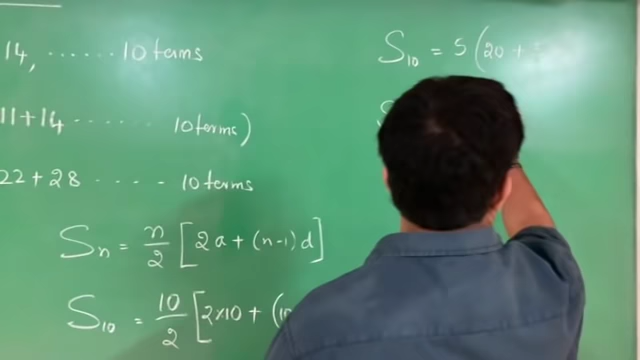 14, ...... 10 terms
11+14 ....... 10 terms)
22+28 .... - 10 terms
Sn = n/2 [2a + (n-1) d]
S10 = 10/2 [2×10 + (10
S10 = 5 (20 +
S